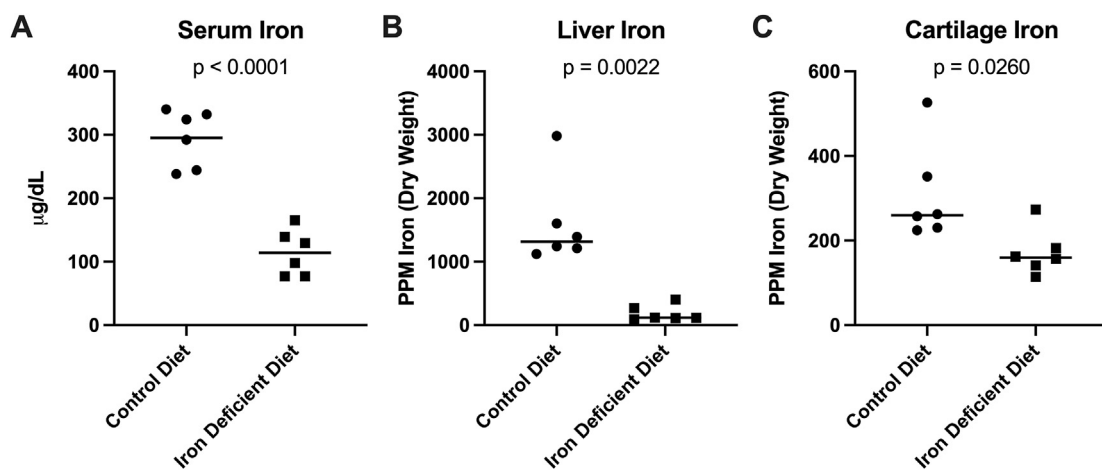 A
Serum Iron
p < 0.0001
μg/dL
400
300
200
100
0
Control Diet
Iron Deficient Diet
B
Liver Iron
p = 0.0022
PPM Iron (Dry Weight)
4000
3000
2000
1000
0
Control Diet
Iron Deficient Diet
C
Cartilage Iron
p = 0.0260
PPM Iron (Dry Weight)
600
400
200
0
Control Diet
Iron Deficient Diet